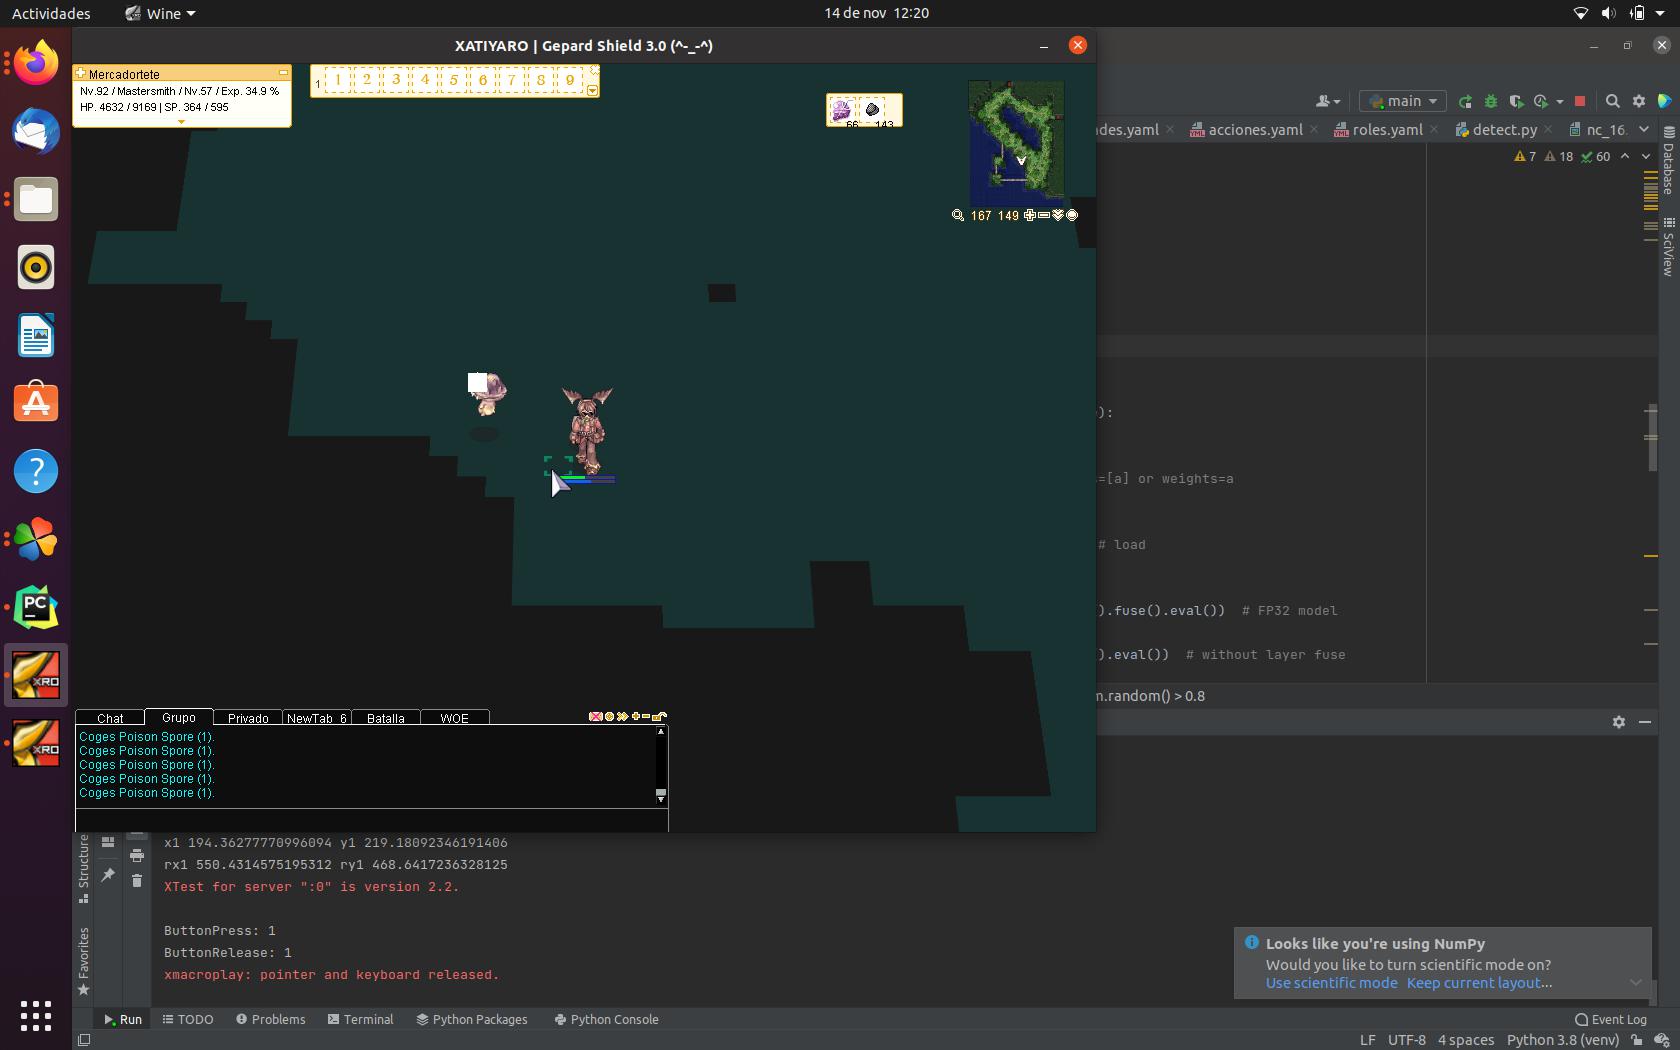 Actividades
Wine
14 de nov 12:20
XATIYARO | Gepard Shield 3.0 (^-_-^)
Mercadortete
Nv.92 / Mastersmith / Nv.57 / Exp. 34.9 %
HP. 4632 / 9169 | SP. 364 / 595
1
1 2 3 4 5 6 7 8 9
66 143
167 149
main
des.yaml
acciones.yaml
roles.yaml
detect.py
nc_16.
7 18 60
Database
SciView
):
=[a] or weights=a
# load
).fuse().eval()) # FP32 model
).eval()) # without layer fuse
m.random() > 0.8
PC
XRO
XRO
Chat
Grupo
Privado
NewTab 6
Batalla
WOE
Coges Poison Spore (1).
Coges Poison Spore (1).
Coges Poison Spore (1).
Coges Poison Spore (1).
Coges Poison Spore (1).
Structure
Favorites
x1 194.36277770996094 y1 219.18092346191406
rx1 550.4314575195312 ry1 468.6417236328125
XTest for server ":0" is version 2.2.
ButtonPress: 1
ButtonRelease: 1
xmacroplay: pointer and keyboard released.
Looks like you're using NumPy
Would you like to turn scientific mode on?
Use scientific mode Keep current layout...
Run
TODO
Problems
Terminal
Python Packages
Python Console
Event Log
LF UTF-8 4 spaces Python 3.8 (venv)